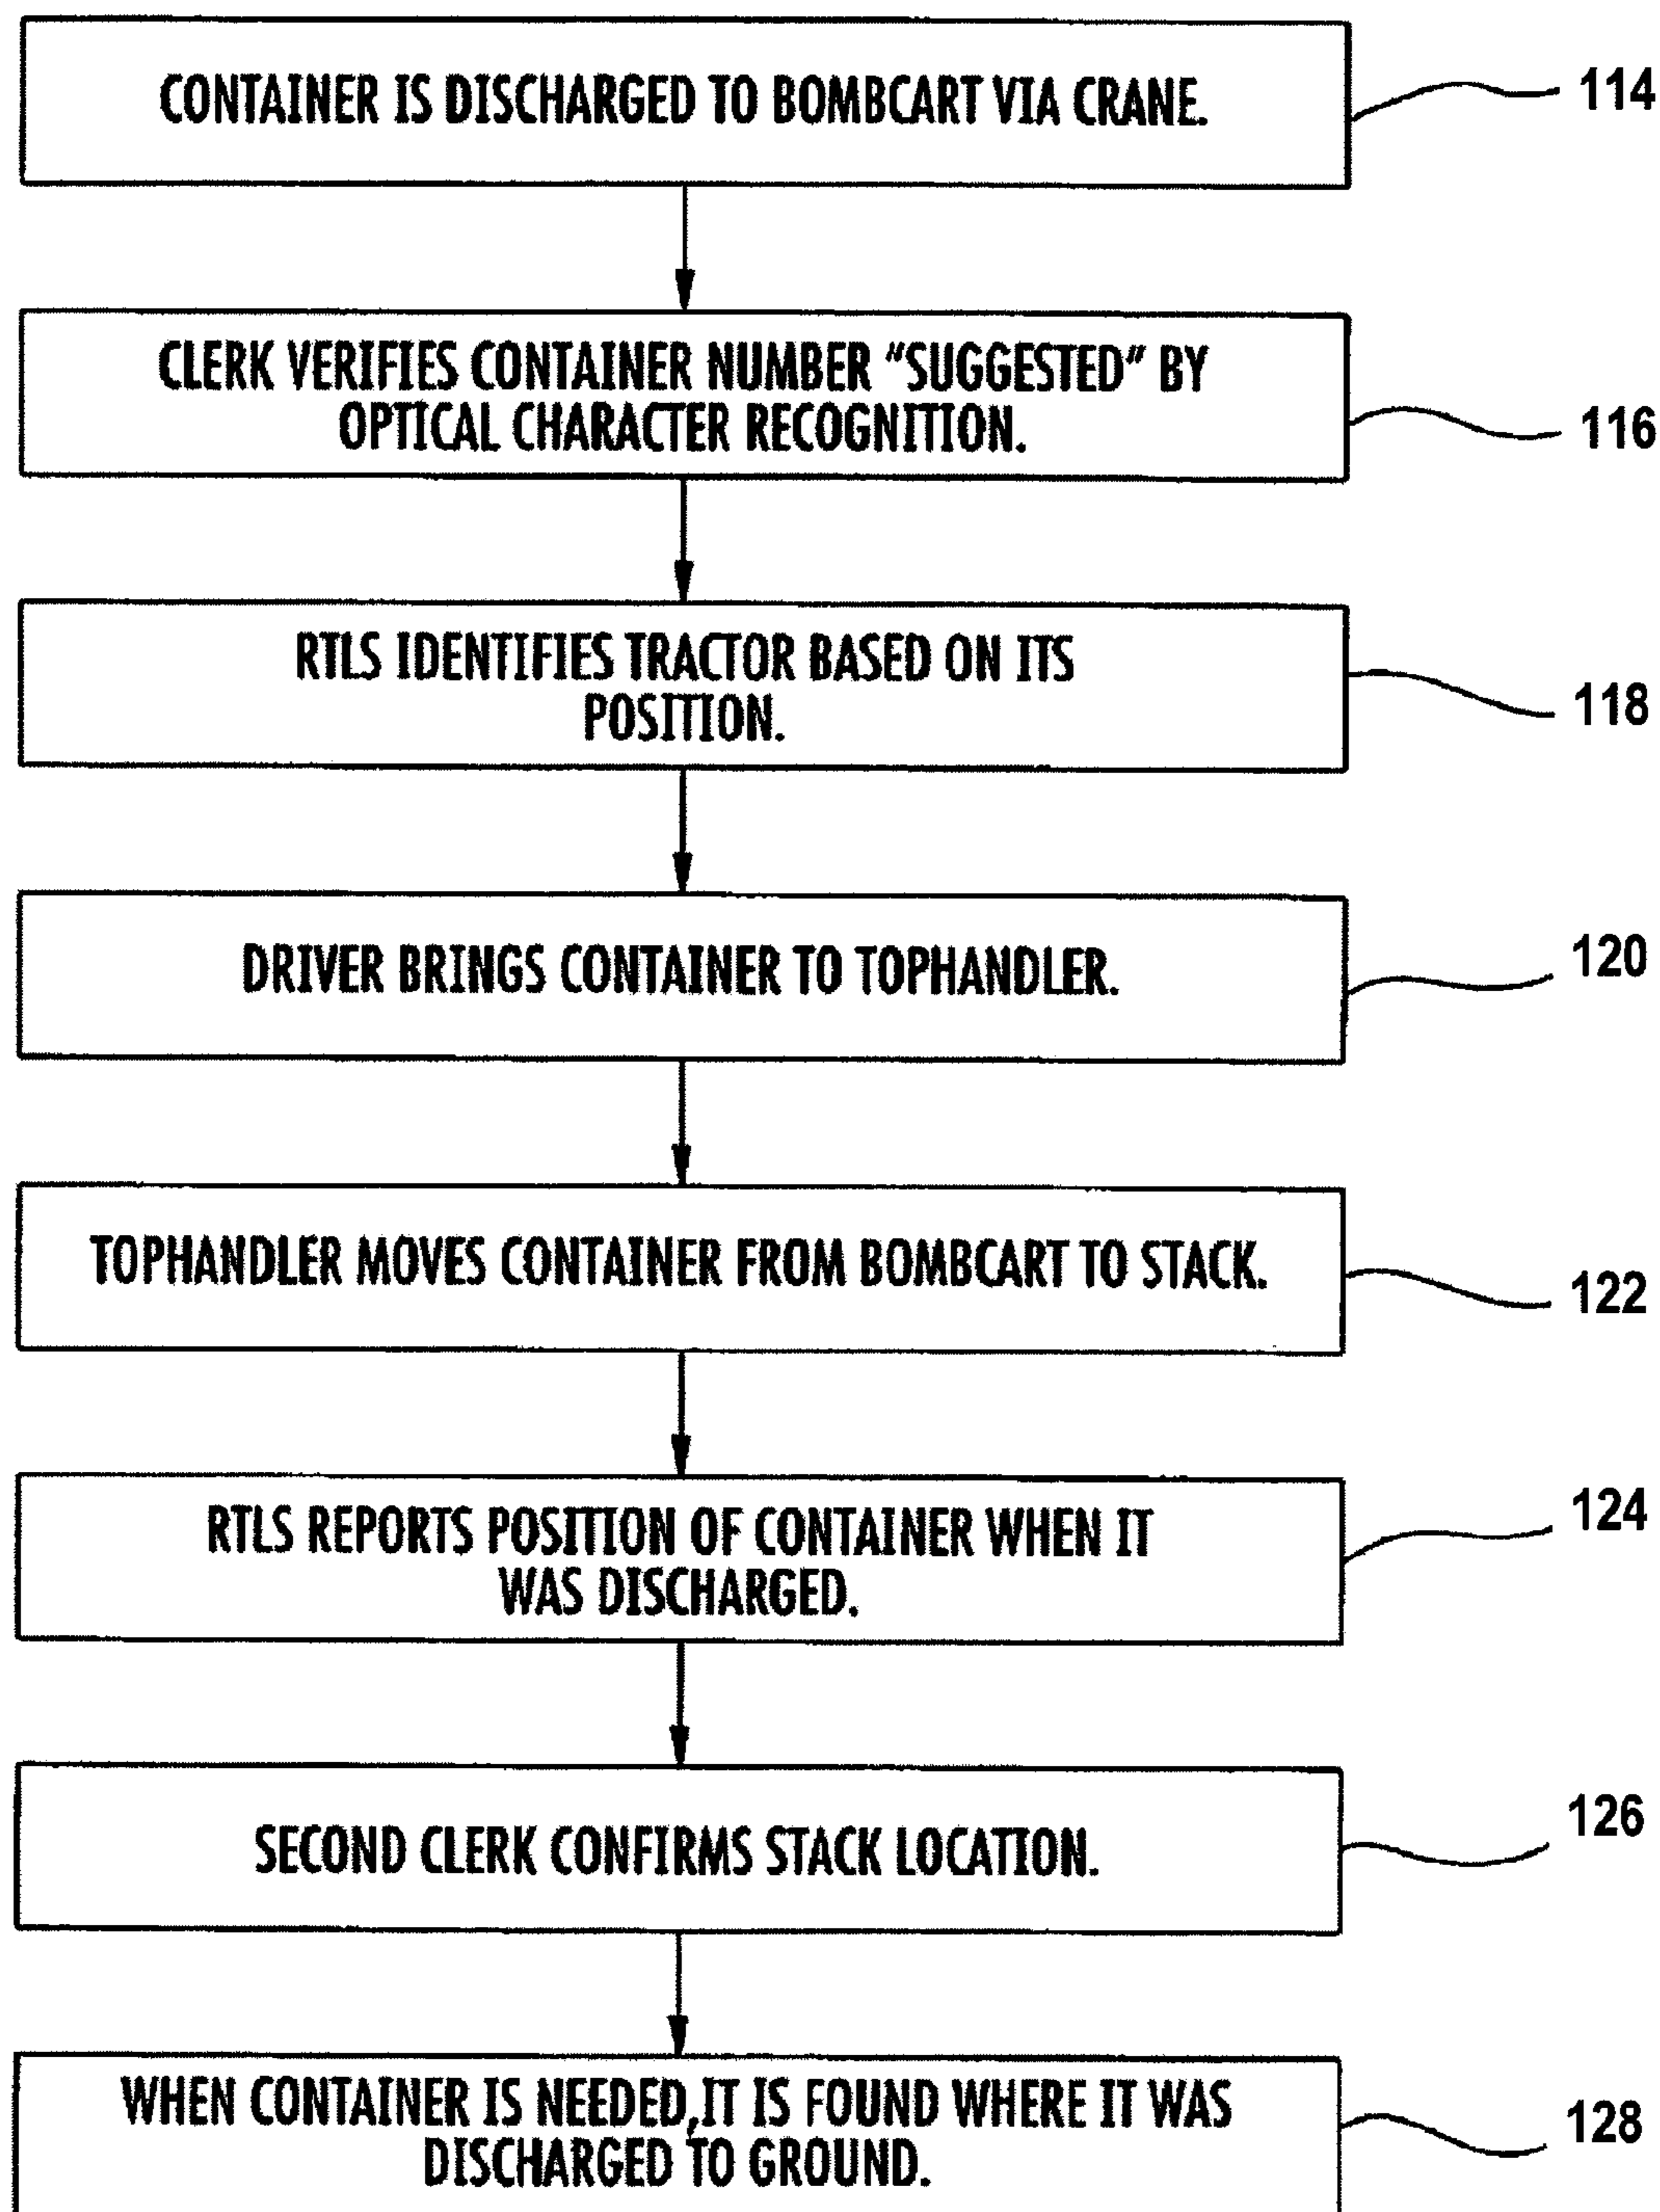 CONTAINER IS DISCHARGED TO BOMBCART VIA CRANE.
114
CLERK VERIFIES CONTAINER NUMBER "SUGGESTED" BY
OPTICAL CHARACTER RECOGNITION.
116
RTLS IDENTIFIES TRACTOR BASED ON ITS
POSITION.
118
DRIVER BRINGS CONTAINER TO TOPHANDLER.
120
TOPHANDLER MOVES CONTAINER FROM BOMBCART TO STACK.
122
RTLS REPORTS POSITION OF CONTAINER WHEN IT
WAS DISCHARGED.
124
SECOND CLERK CONFIRMS STACK LOCATION.
126
WHEN CONTAINER IS NEEDED,IT IS FOUND WHERE IT WAS
DISCHARGED TO GROUND.
128